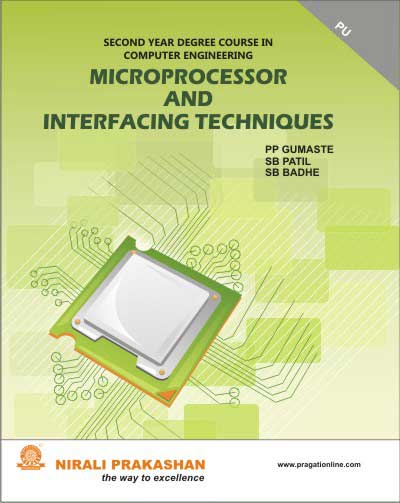 PU
SECOND YEAR DEGREE COURSE IN
COMPUTER ENGINEERING
MICROPROCESSOR
AND
INTERFACING TECHNIQUES
PP GUMASTE
SB PATIL
SB BADHE
NIRALI PRAKASHAN
the way to excellence
www.pragationline.com